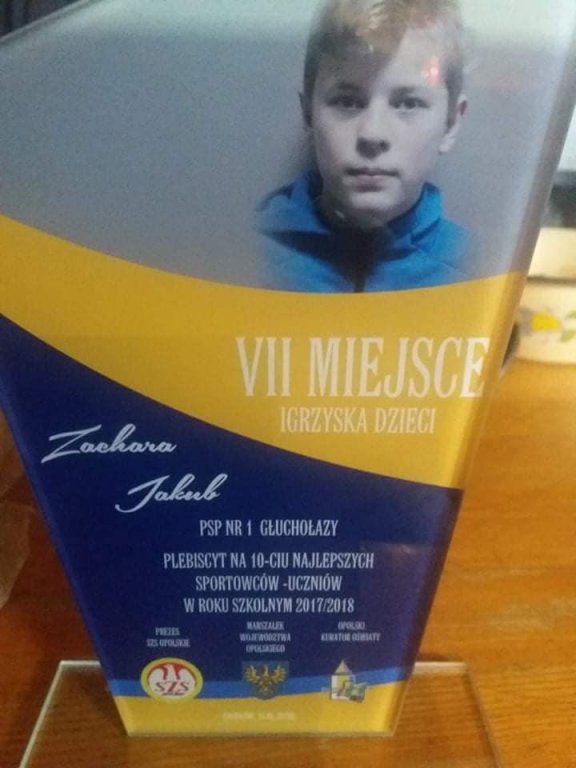 VII MIEJSCE
IGRZYSKA DZIECI
Zachara
Jakub
PSP NR 1 GŁUCHOŁAZY
PLEBISCYT NA 10-CIU NAJLEPSZYCH
SPORTOWCÓW -UCZNIÓW
W ROKU SZKOLNYM 2017/2018
PREZES
SZS OPOLSKIE
MARSZAŁEK
WOJEWÓDZTWA
OPOLSKIEGO
OPOLSKI
KURATOR OŚWIATY
SZS